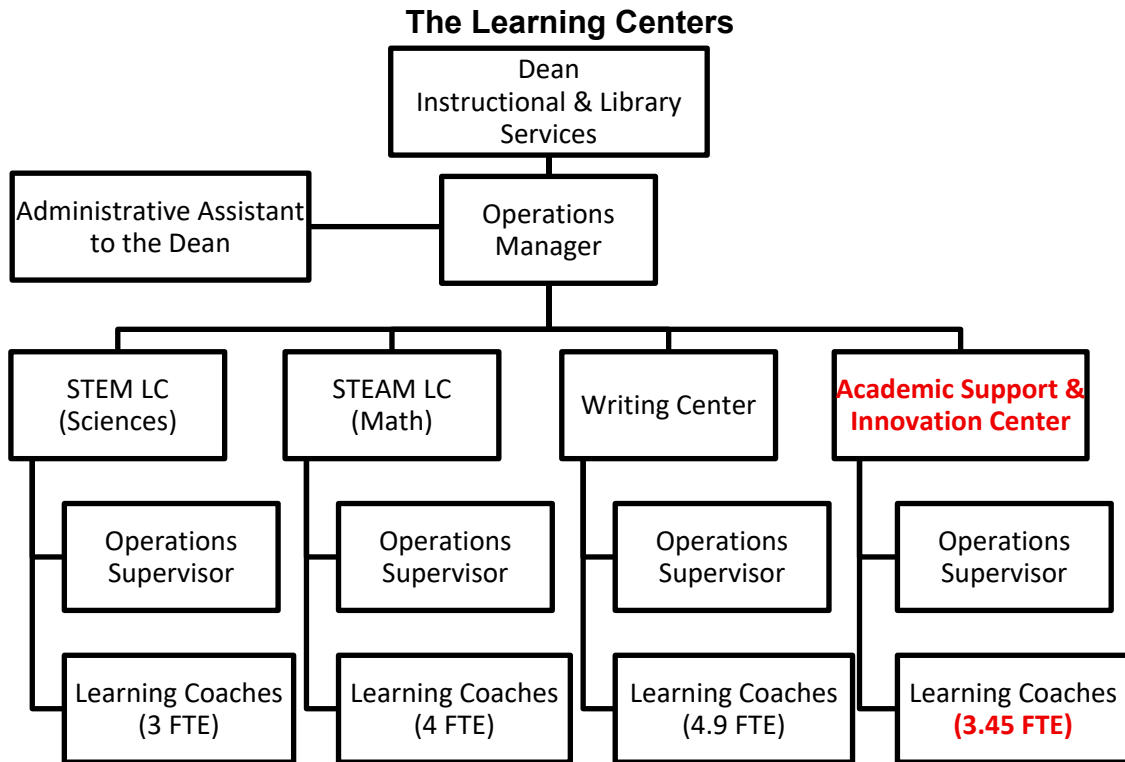 The Learning Centers
Dean
Instructional & Library
Services
Administrative Assistant
to the Dean
Operations
Manager
STEM LC
(Sciences)
STEAM LC
(Math)
Writing Center
Academic Support &
Innovation Center
Operations
Supervisor
Operations
Supervisor
Operations
Supervisor
Operations
Supervisor
Learning Coaches
(3 FTE)
Learning Coaches
(4 FTE)
Learning Coaches
(4.9 FTE)
Learning Coaches
(3.45 FTE)